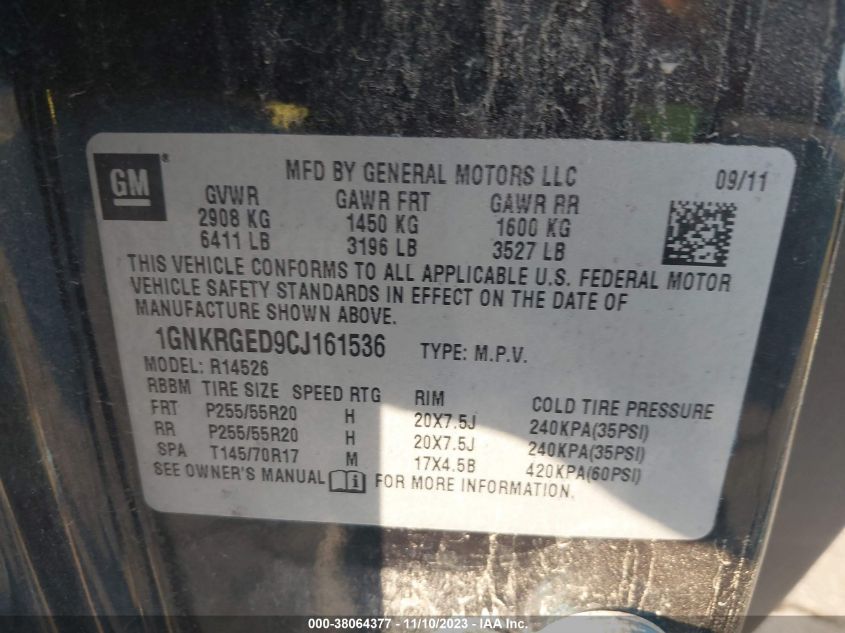 GM ®
MFD BY GENERAL MOTORS LLC 09/11
GVWR GAWR FRT GAWR RR
2908 KG 1450 KG 1600 KG
6411 LB 3196 LB 3527 LB
THIS VEHICLE CONFORMS TO ALL APPLICABLE U.S. FEDERAL MOTOR
VEHICLE SAFETY STANDARDS IN EFFECT ON THE DATE OF
MANUFACTURE SHOWN ABOVE.
1GNKRGED9CJ161536 TYPE: M.P.V.
MODEL: R14526
RBBM TIRE SIZE SPEED RTG RIM COLD TIRE PRESSURE
FRT P255/55R20 H 20X7.5J 240KPA(35PSI)
RR P255/55R20 H 20X7.5J 240KPA(35PSI)
SPA T145/70R17 M 17X4.5B 420KPA(60PSI)
SEE OWNER'S MANUAL i FOR MORE INFORMATION.
000-38064377 - 11/10/2023 - IAAI.COM